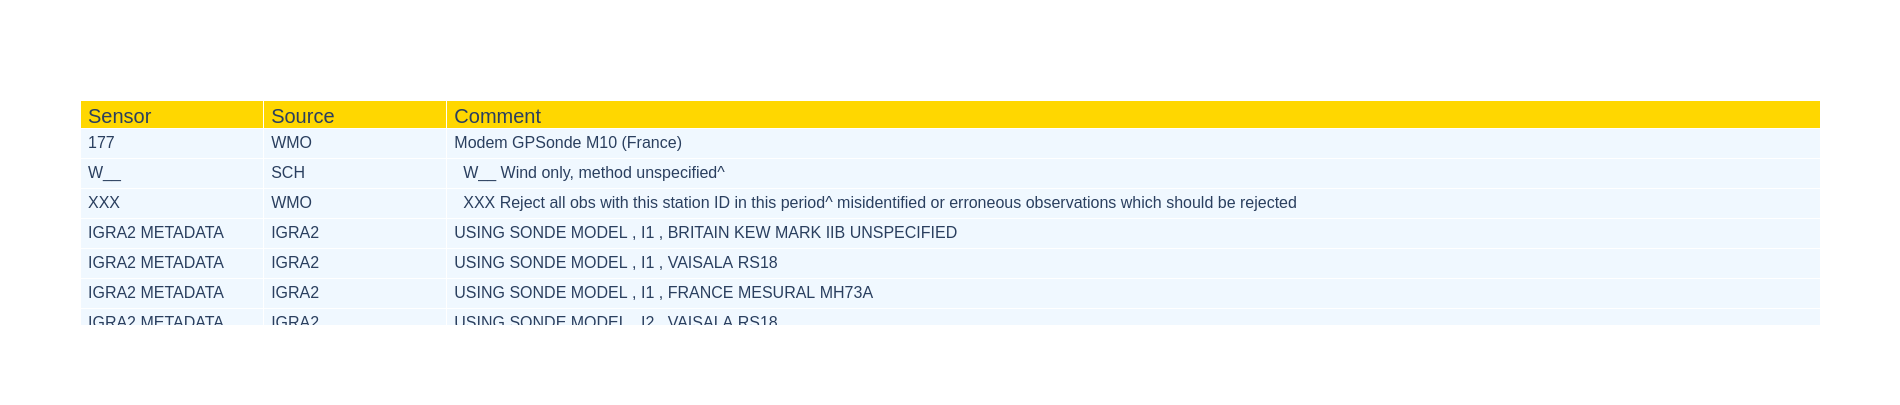 Sensor Source Comment
177 WMO Modem GPSonde M10 (France)
W__ SCH W__ Wind only, method unspecified^
XXX WMO XXX Reject all obs with this station ID in this period^ misidentified or erroneous observations which should be rejected
IGRA2 METADATA IGRA2 USING SONDE MODEL , I1 , BRITAIN KEW MARK IIB UNSPECIFIED
IGRA2 METADATA IGRA2 USING SONDE MODEL , I1 , VAISALA RS18
IGRA2 METADATA IGRA2 USING SONDE MODEL , I1 , FRANCE MESURAL MH73A
IGRA2 METADATA IGRA2 USING SONDE MODEL , I2 , VAISALA RS18